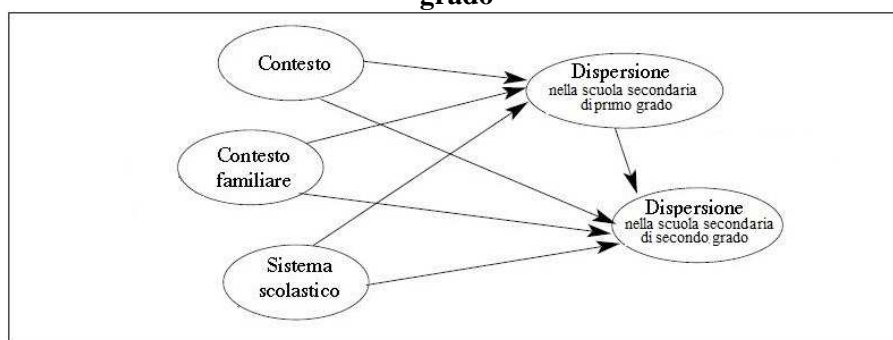 grado
Contesto
Dispersione
nella scuola secondaria
di primo grado
Contesto
familiare
Dispersione
nella scuola secondaria
di secondo grado
Sistema
scolastico